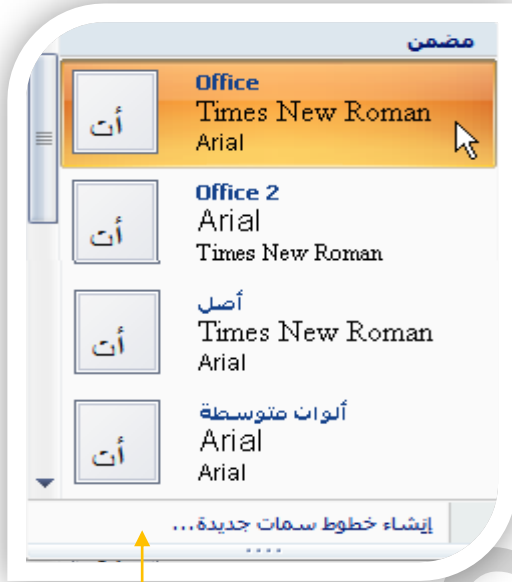 مضمن
أت
Office
Times New Roman
Arial
أت
Office 2
Arial
Times New Roman
أت
أصل
Times New Roman
Arial
أت
ألوان متوسطة
Arial
Arial
إنشاء خطوط سمات جديدة...